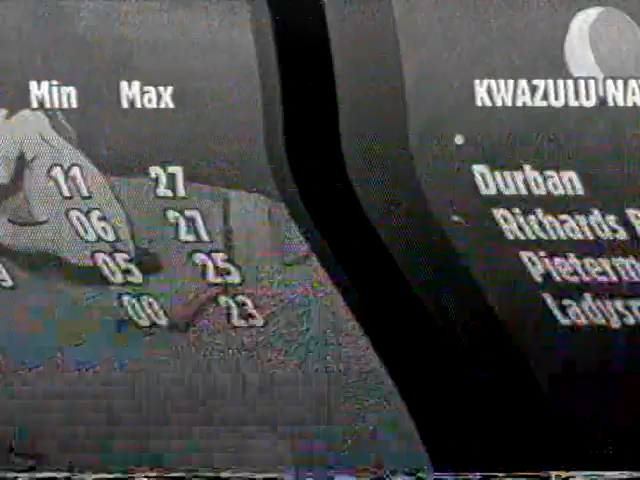 Min Max
11 27
06 27
05 25
00 23
KWAZULU NA
Durban
Richards
Pieterm
Ladys